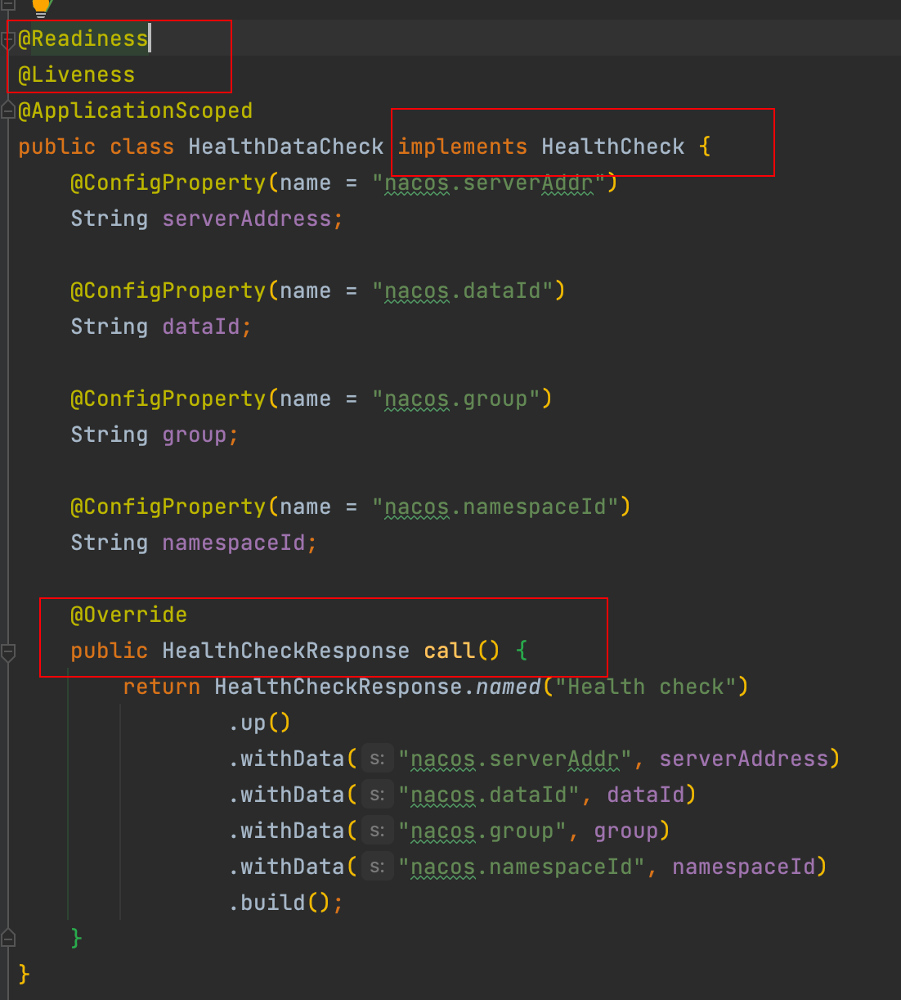 @Readiness
@Liveness
@ApplicationScoped
public class HealthDataCheck implements HealthCheck {
    @ConfigProperty(name = "nacos.serverAddr")
    String serverAddress;

    @ConfigProperty(name = "nacos.dataId")
    String dataId;

    @ConfigProperty(name = "nacos.group")
    String group;

    @ConfigProperty(name = "nacos.namespaceId")
    String namespaceId;

    @Override
    public HealthCheckResponse call() {
        return HealthCheckResponse.named("Health check")
                .up()
                .withData( s: "nacos.serverAddr", serverAddress)
                .withData( s: "nacos.dataId", dataId)
                .withData( s: "nacos.group", group)
                .withData( s: "nacos.namespaceId", namespaceId)
                .build();
    }
}